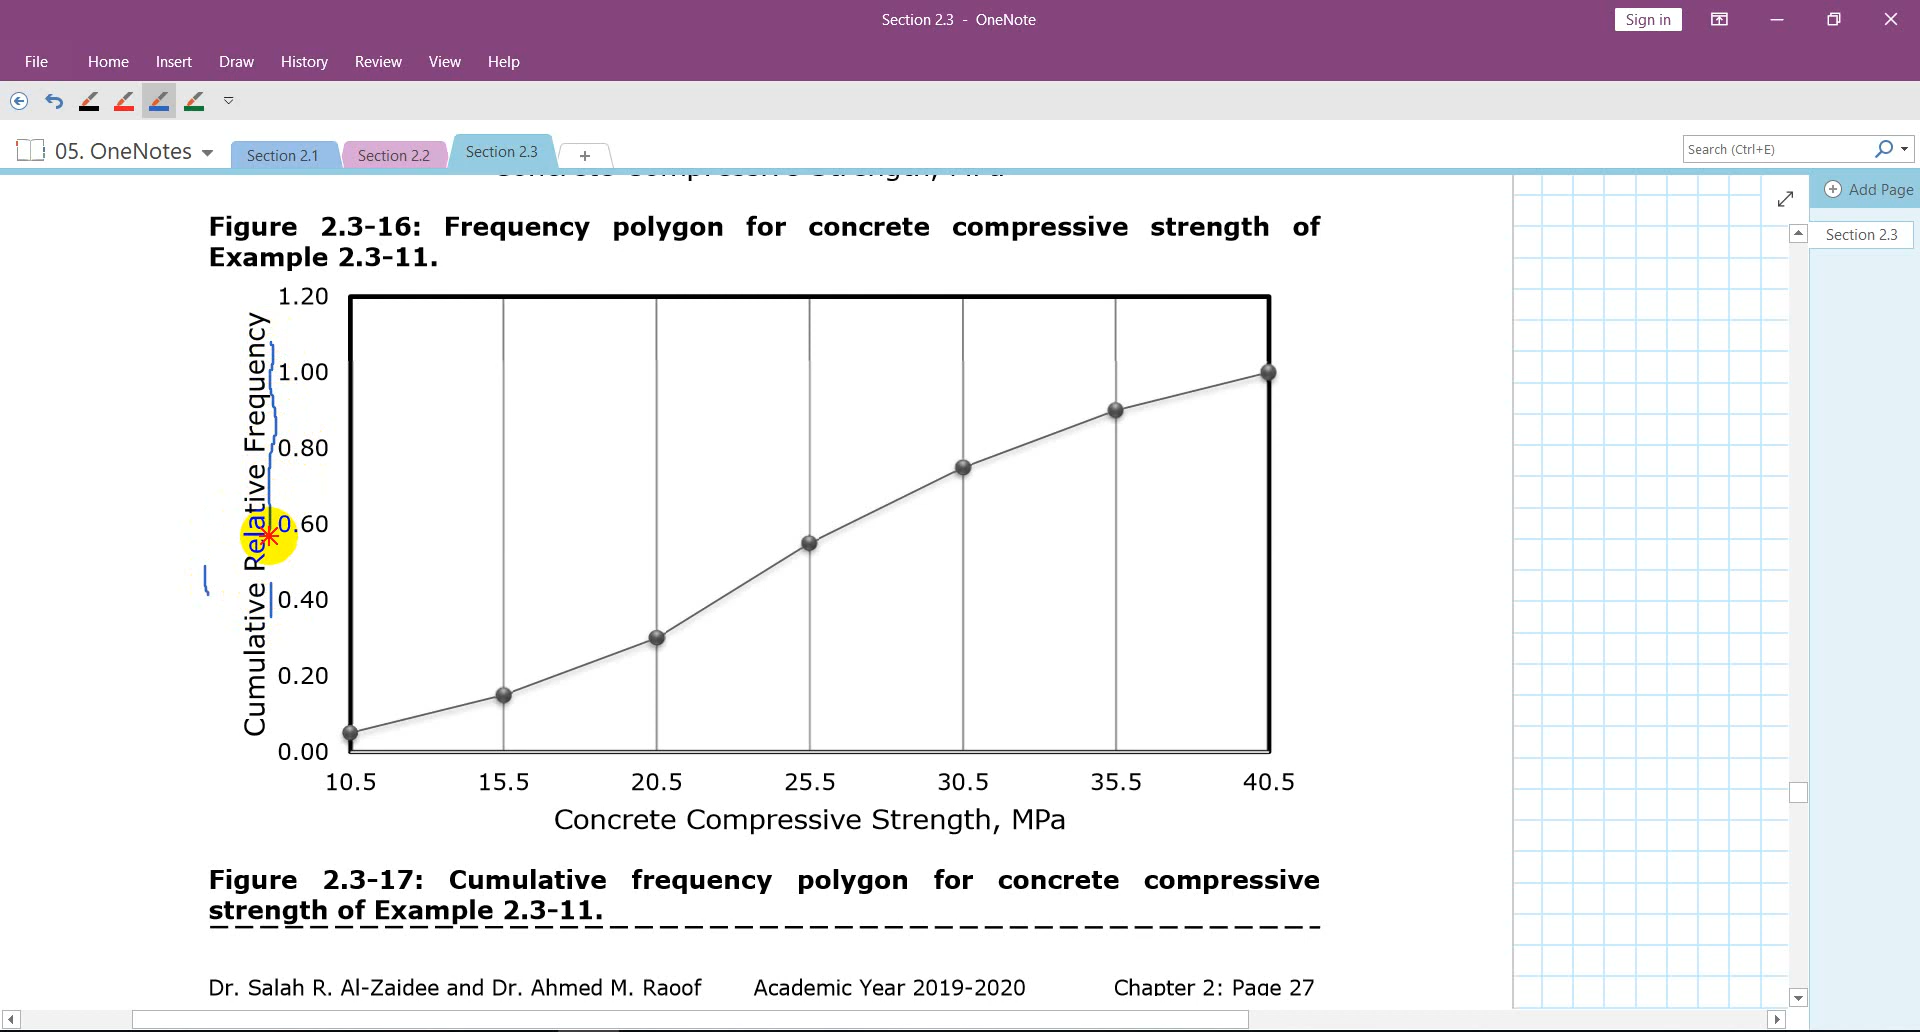 Section 2.3 - OneNote
Sign in
File Home Insert Draw History Review View Help
05. OneNotes
Section 2.1
Section 2.2
Section 2.3
+
Search (Ctrl+E)
Add Page
Section 2.3
Concrete Compressive Strength, MPa
Figure 2.3-16: Frequency polygon for concrete compressive strength of
Example 2.3-11.
Cumulative Relative Frequency
1.20
1.00
0.80
0.60
0.40
0.20
0.00
10.5 15.5 20.5 25.5 30.5 35.5 40.5
Concrete Compressive Strength, MPa
Figure 2.3-17: Cumulative frequency polygon for concrete compressive
strength of Example 2.3-11.
Dr. Salah R. Al-Zaidee and Dr. Ahmed M. Raoof Academic Year 2019-2020 Chapter 2: Page 27